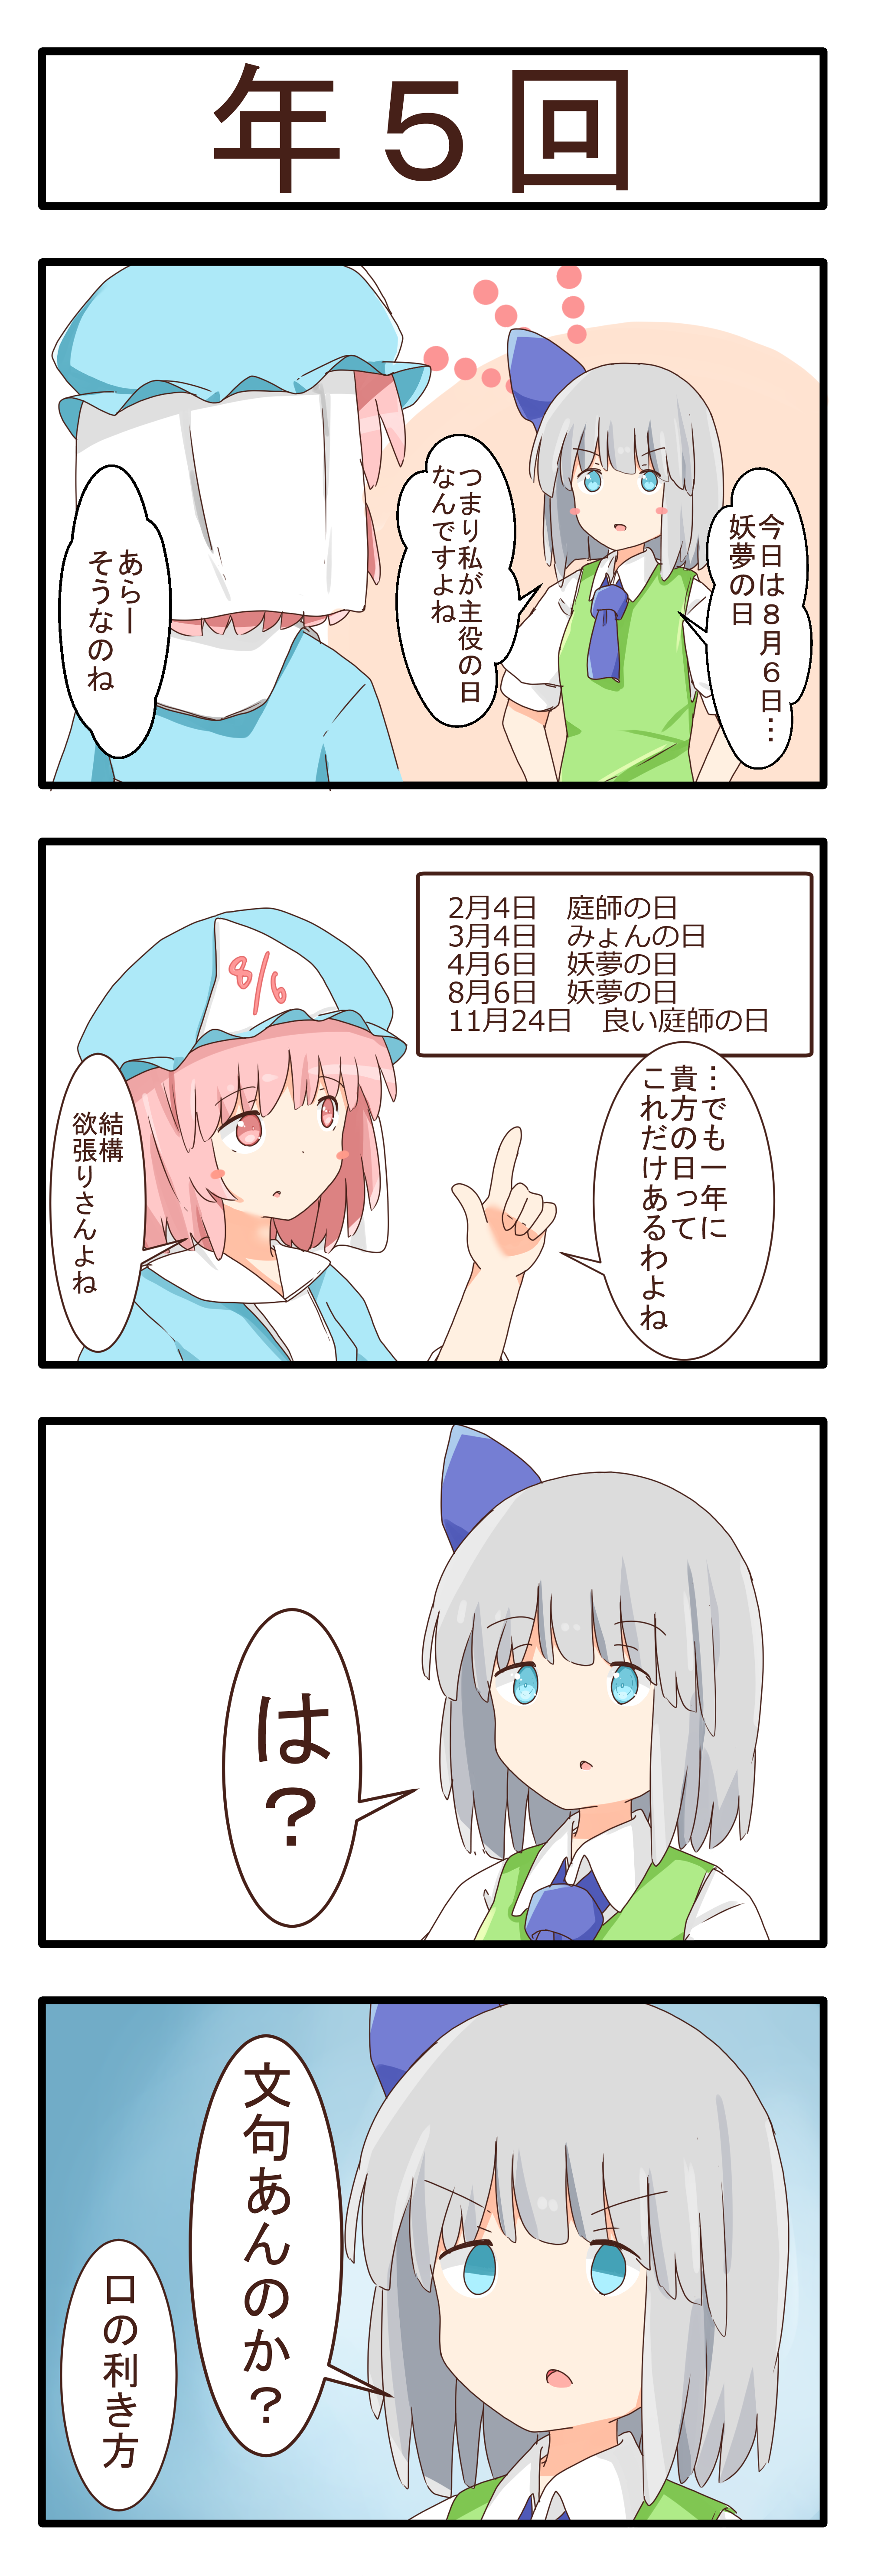 年５回
今日は８月６日…
妖夢の日
つまり私が主役の日
なんですよね
あらー
そうなのね
2月4日　庭師の日
3月4日　みょんの日
4月6日　妖夢の日
8月6日　妖夢の日
11月24日　良い庭師の日
8/6
…でも一年に
貴方の日って
これだけあるわよね
結構
欲張りさんよね
は？
文句あんのか？
口の利き方